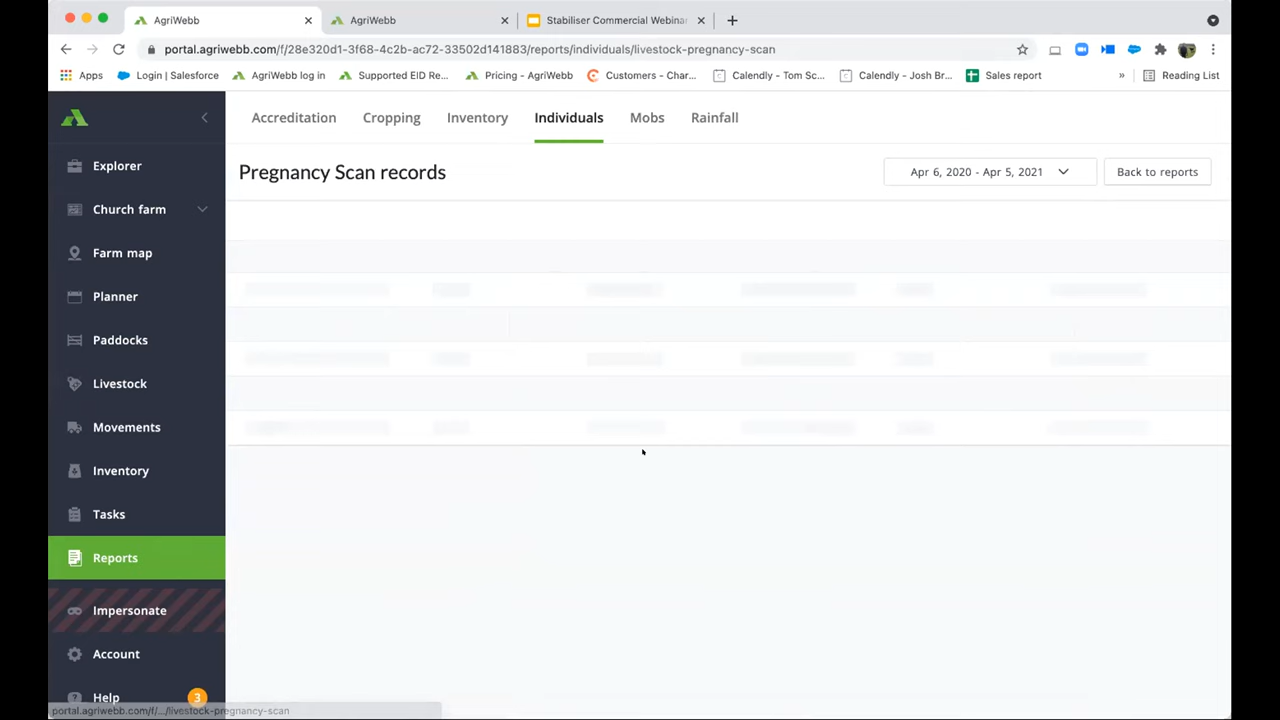 AgriWebb
AgriWebb
Stabiliser Commercial Webinar
portal.agriwebb.com/f/28e320d1-3f68-4c2b-ac72-33502d141883/reports/individuals/livestock-pregnancy-scan
Apps
Login | Salesforce
AgriWebb log in
Supported EID Re...
Pricing - AgriWebb
Customers - Char...
Calendly - Tom Sc...
Calendly - Josh Br...
Sales report
»
Reading List
Accreditation
Cropping
Inventory
Individuals
Mobs
Rainfall
Pregnancy Scan records
Apr 6, 2020 - Apr 5, 2021
Back to reports
Explorer
Church farm
Farm map
Planner
Paddocks
Livestock
Movements
Inventory
Tasks
Reports
Impersonate
Account
Help
3
portal.agriwebb.com/f/.../livestock-pregnancy-scan